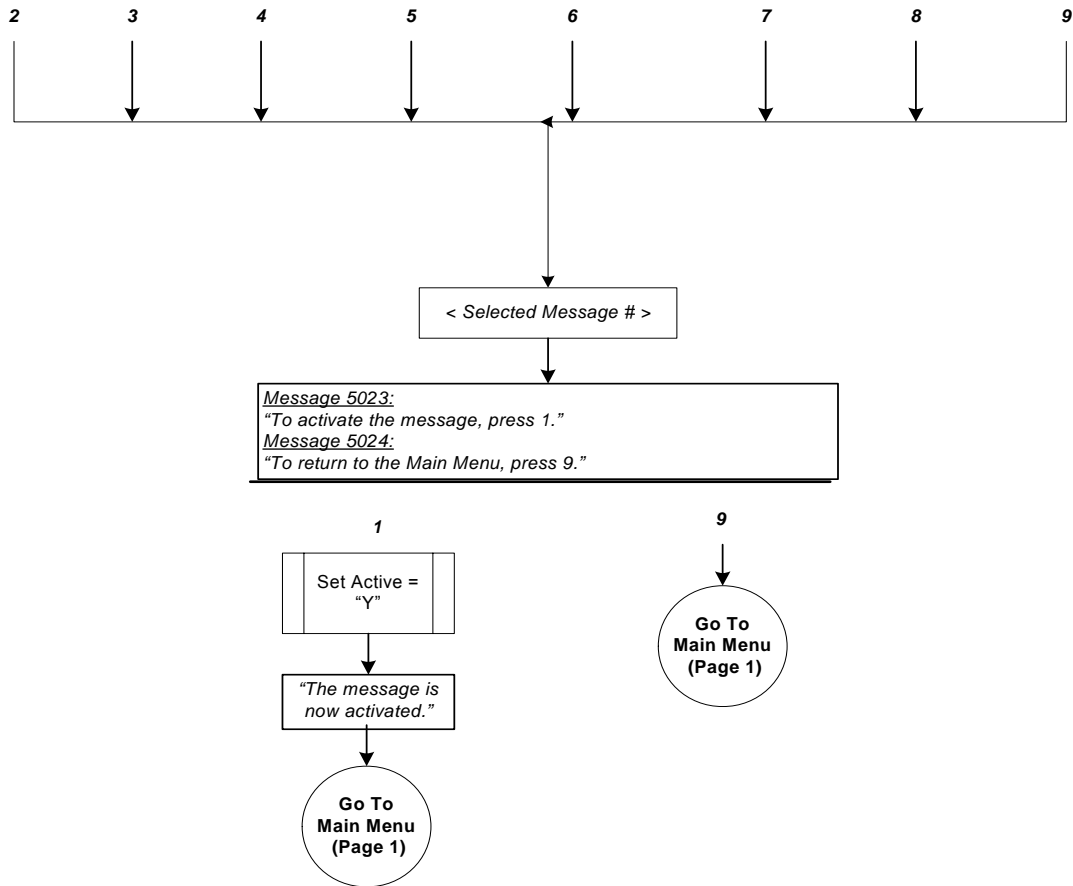 2 3 4 5 6 7 8 9
< Selected Message # >
Message 5023:
“To activate the message, press 1.”
Message 5024:
“To return to the Main Menu, press 9.”
1
9
Set Active =
“Y”
Go To
Main Menu
(Page 1)
“The message is
now activated.”
Go To
Main Menu
(Page 1)